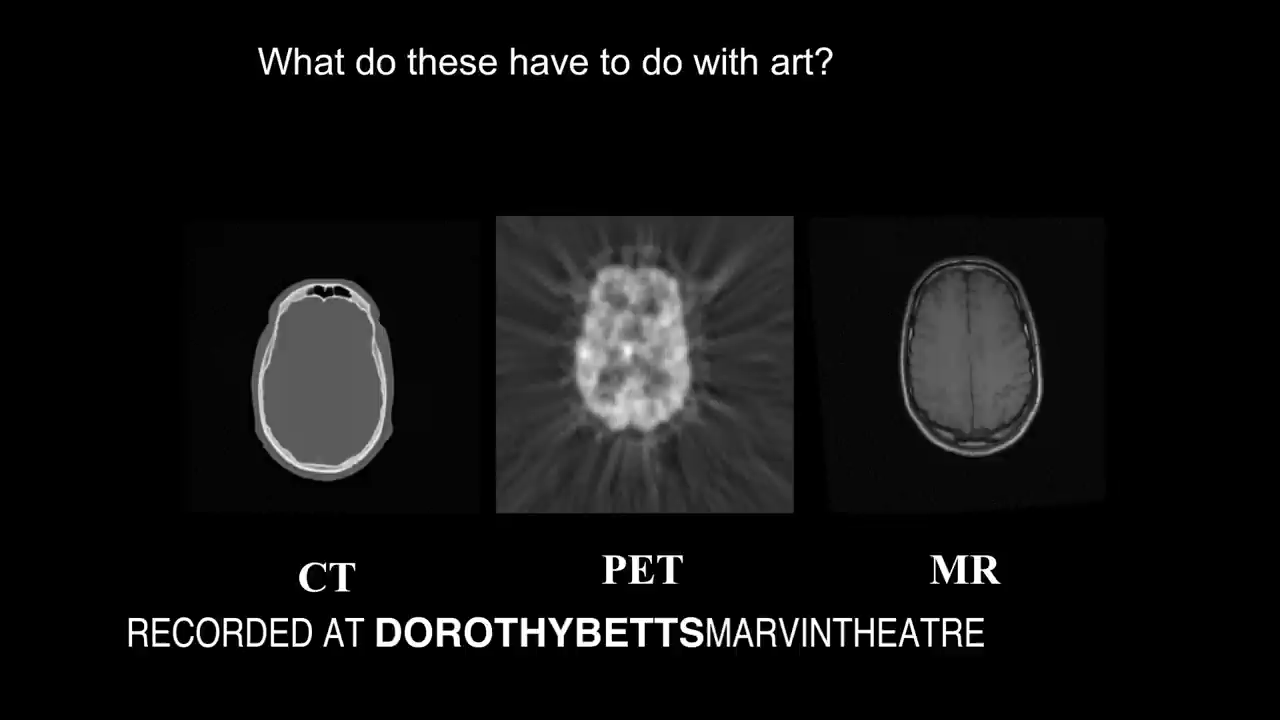 What do these have to do with art?
CT PET MR
RECORDED AT DOROTHYBETTSMARVINTHEATRE